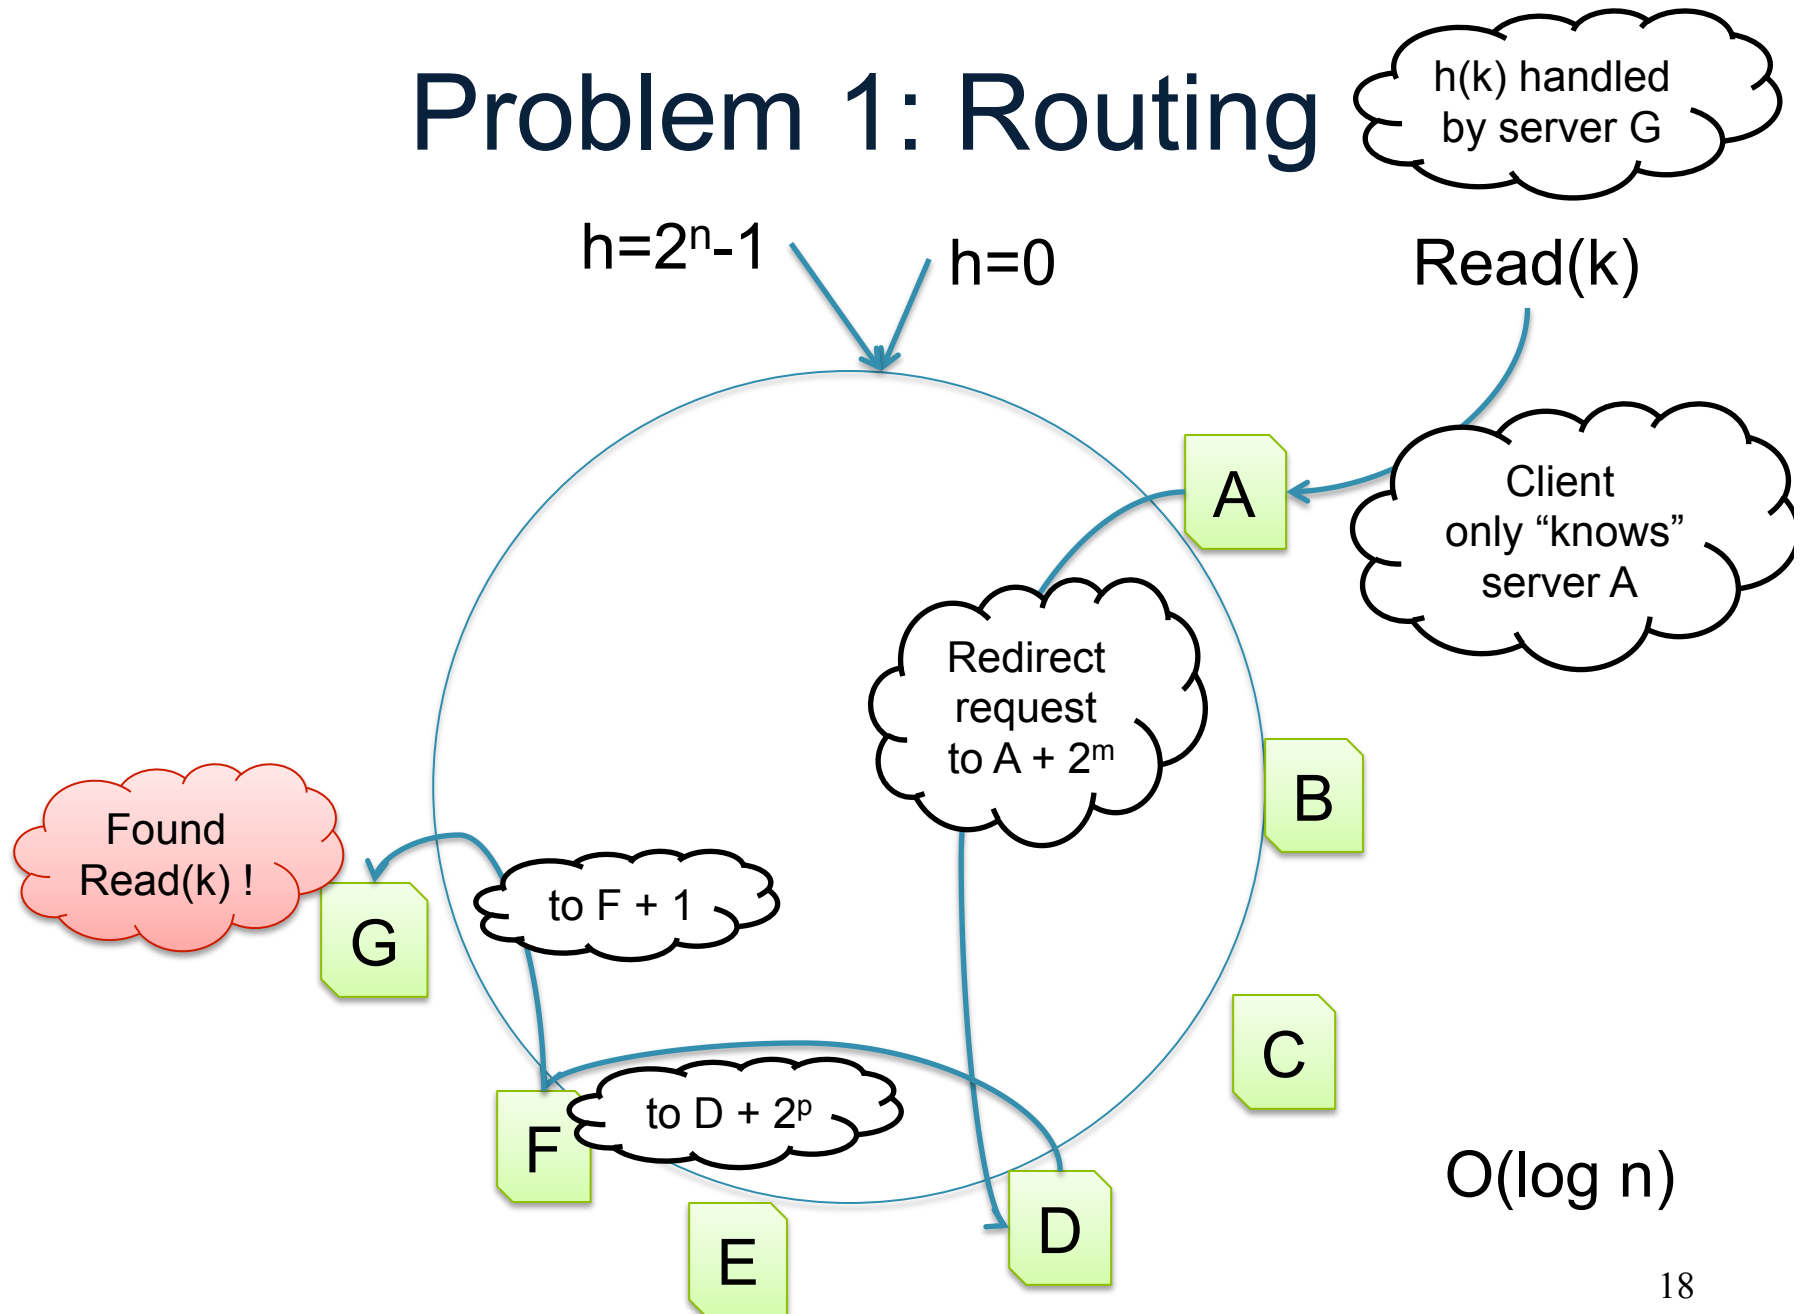 Problem 1: Routing
h(k) handled
by server G
h=2ⁿ-1
h=0
Read(k)
A
Client
only “knows”
server A
Redirect
request
to A + 2ᵐ
B
Found
Read(k) !
to F + 1
G
C
to D + 2ᵖ
F
D
E
O(log n)
18